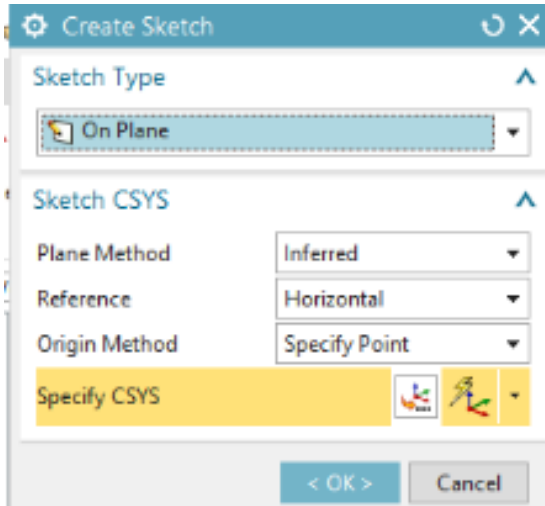 Create Sketch
Sketch Type
On Plane
Sketch CSYS
Plane Method Inferred
Reference Horizontal
Origin Method Specify Point
Specify CSYS
< OK > Cancel